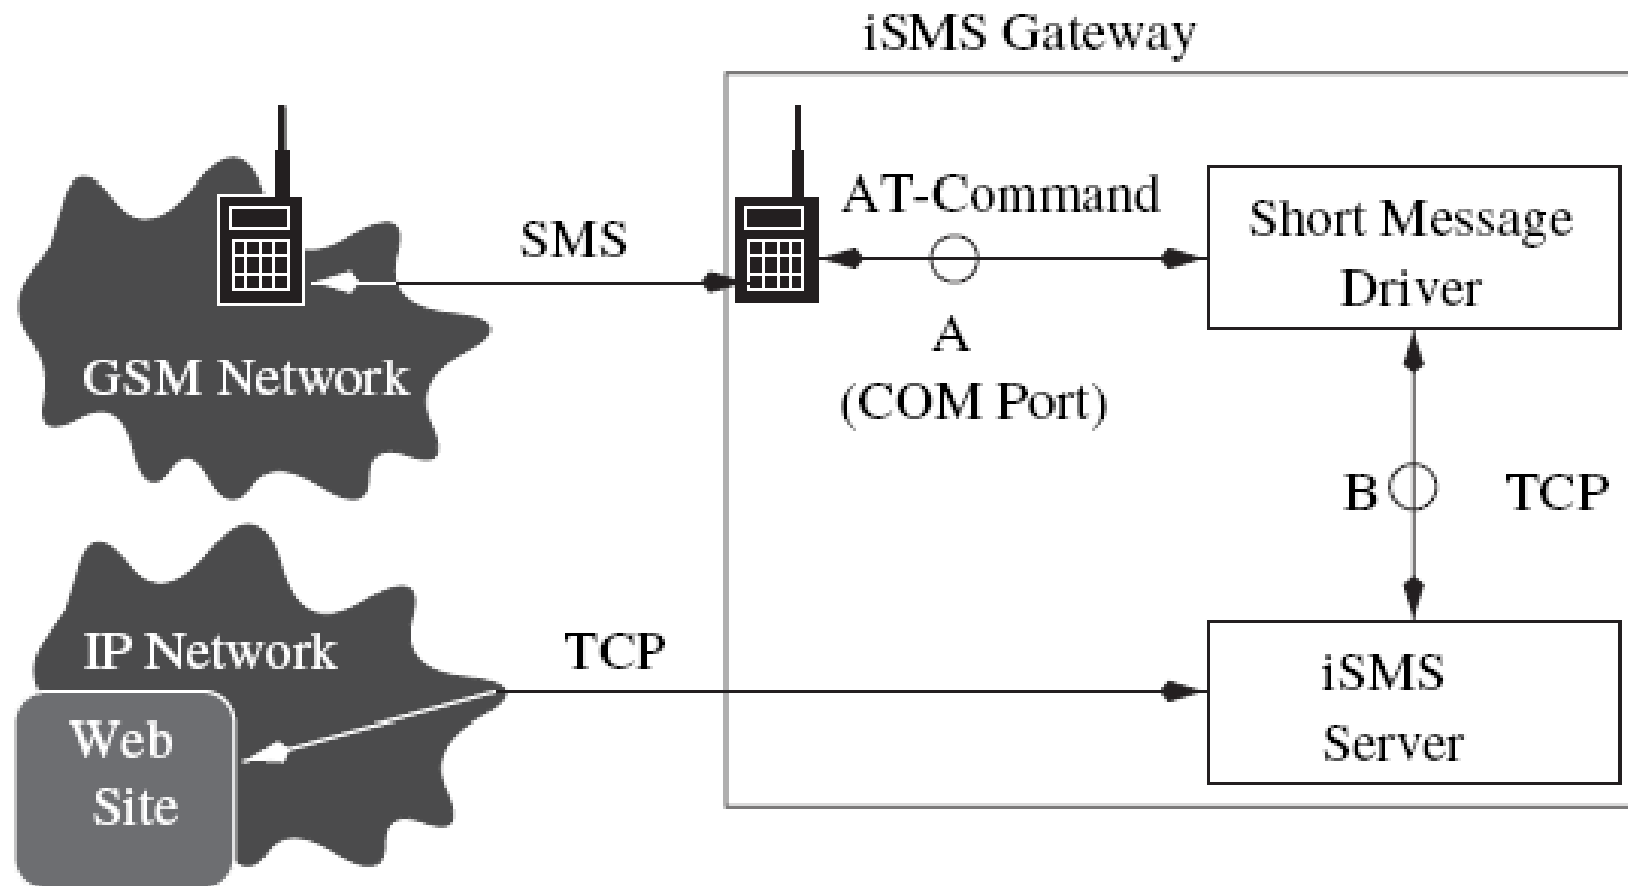 iSMS Gateway
AT-Command
SMS
A
(COM Port)
Short Message
Driver
GSM Network
B
TCP
IP Network
Web
Site
TCP
iSMS
Server